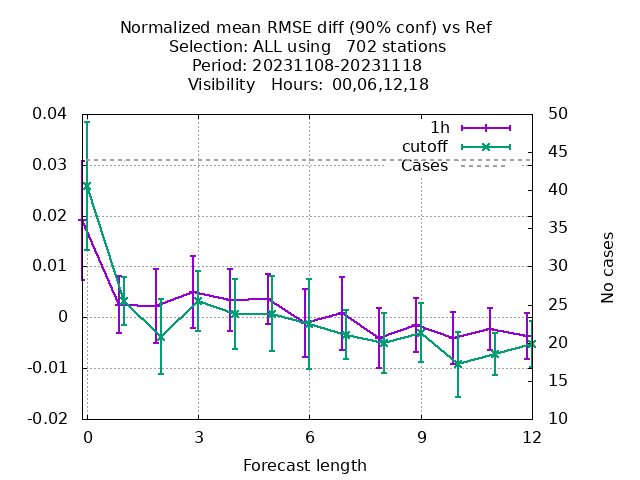 Normalized mean RMSE diff (90% conf) vs Ref
Selection: ALL using   702 stations
Period: 20231108-20231118
Visibility   Hours:  00,06,12,18
0.04
0.03
0.02
0.01
0
-0.01
-0.02
50
45
40
35
30
25
20
15
10
No cases
1h
cutoff
Cases
0
3
6
9
12
Forecast length